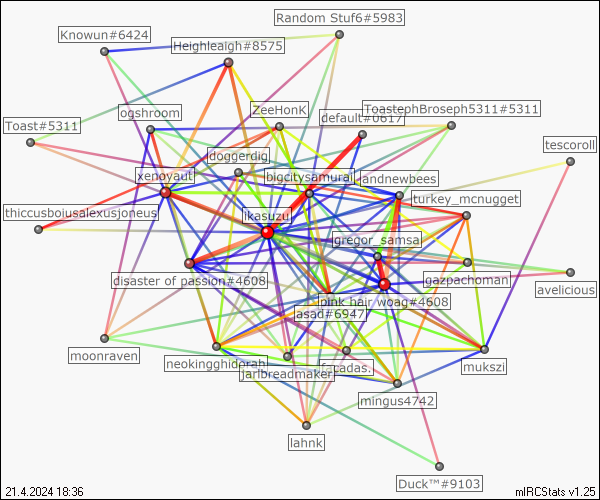 Random Stuf6#5983
Knowun#6424
Heighleaigh#8575
ZeeHonK
ToastephBroseph5311#5311
ogshroom
default#0617
Toast#5311
tescoroll
doggerdig
xenoyaut
bigcitysamurai
landnewbees
turkey_mcnugget
thiccusboiusalexusjoneus
ikasuzu
gregor_samsa
disaster of passion#4608
gazpachoman
avelicious
pink hair woag#4608
asad#6947
moonraven
neokingghidorah
jarlbreadmaker
facadas.
mukszi
mingus4742
lahnk
Duck™#9103
21.4.2024 18:36
mIRCStats v1.25